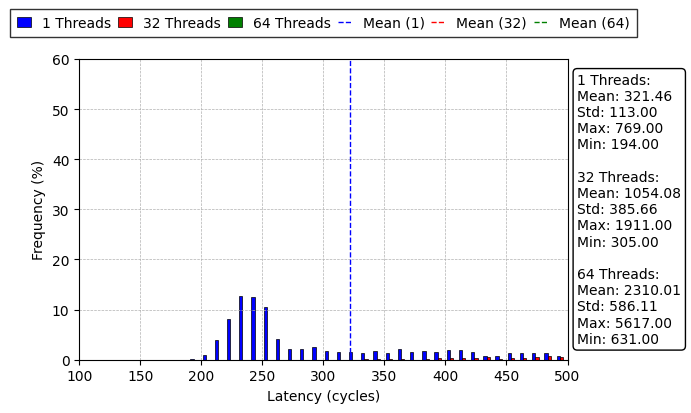 1 Threads 32 Threads 64 Threads Mean (1) Mean (32) Mean (64)
60
50
40
30
20
10
0
Frequency (%)
100 150 200 250 300 350 400 450 500
Latency (cycles)
1 Threads:
Mean: 321.46
Std: 113.00
Max: 769.00
Min: 194.00
32 Threads:
Mean: 1054.08
Std: 385.66
Max: 1911.00
Min: 305.00
64 Threads:
Mean: 2310.01
Std: 586.11
Max: 5617.00
Min: 631.00